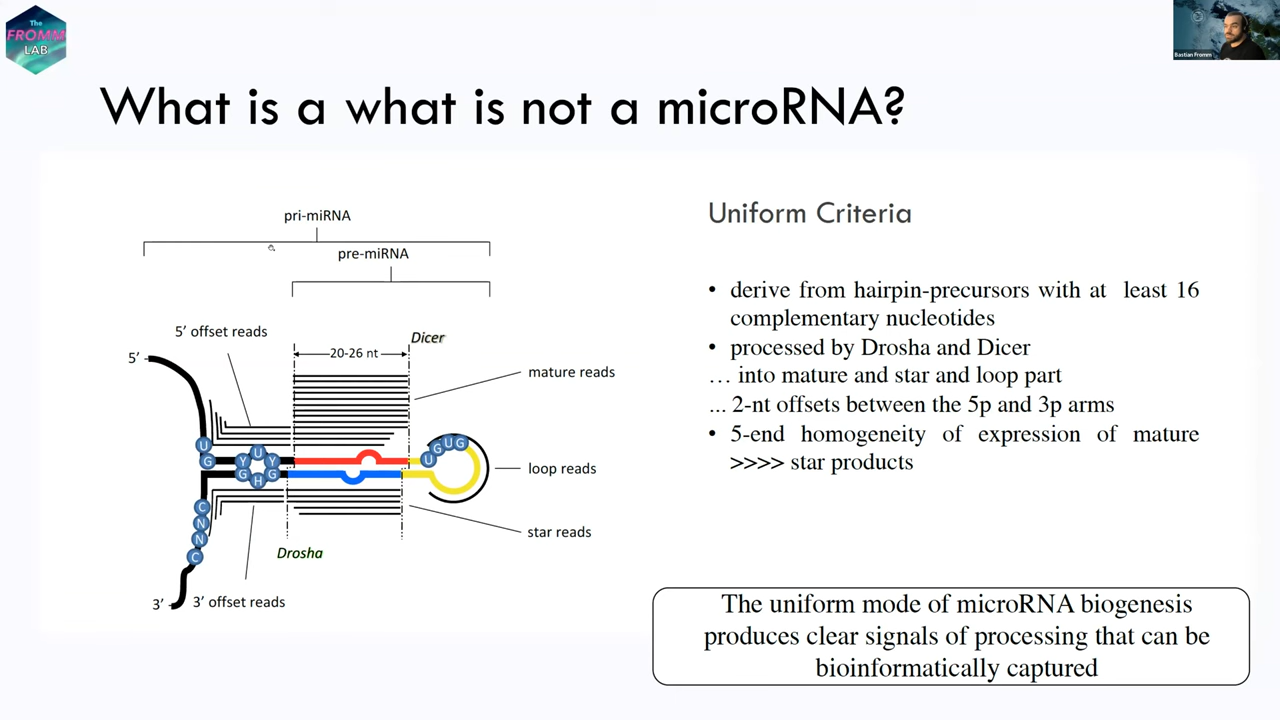 The
FROMM
LAB
Bastian Fromm
What is a what is not a microRNA?
pri-miRNA
pre-miRNA
5’ offset reads
Dicer
5’
20-26 nt
mature reads
U
G
U
Y
G
H
G
Y
U
G
U
G
loop reads
C
N
N
C
star reads
Drosha
3’
3’ offset reads
Uniform Criteria
• derive from hairpin-precursors with at least 16
complementary nucleotides
• processed by Drosha and Dicer
… into mature and star and loop part
... 2-nt offsets between the 5p and 3p arms
• 5-end homogeneity of expression of mature
>>>> star products
The uniform mode of microRNA biogenesis
produces clear signals of processing that can be
bioinformatically captured